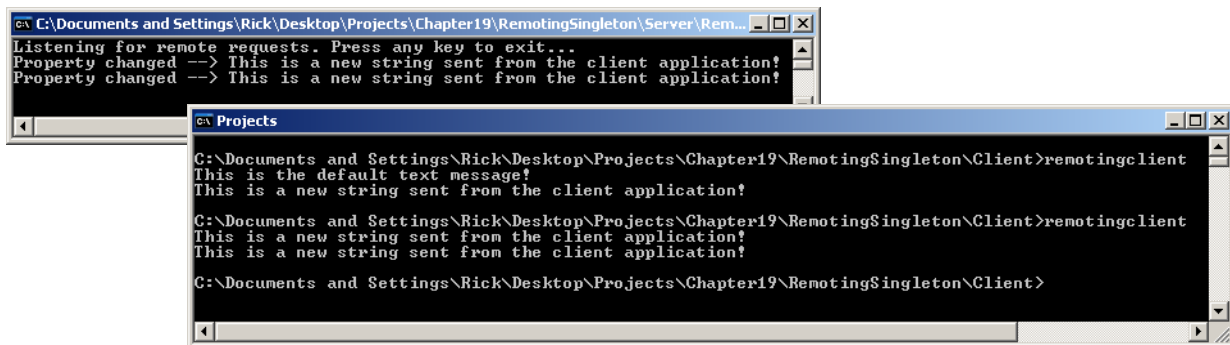 C:\Documents and Settings\Rick\Desktop\Projects\Chapter19\RemotingSingleton\Server\Rem...
Listening for remote requests. Press any key to exit...
Property changed --> This is a new string sent from the client application!
Property changed --> This is a new string sent from the client application!
Projects
C:\Documents and Settings\Rick\Desktop\Projects\Chapter19\RemotingSingleton\Client>remotingclient
This is the default text message!
This is a new string sent from the client application!
C:\Documents and Settings\Rick\Desktop\Projects\Chapter19\RemotingSingleton\Client>remotingclient
This is a new string sent from the client application!
This is a new string sent from the client application!
C:\Documents and Settings\Rick\Desktop\Projects\Chapter19\RemotingSingleton\Client>